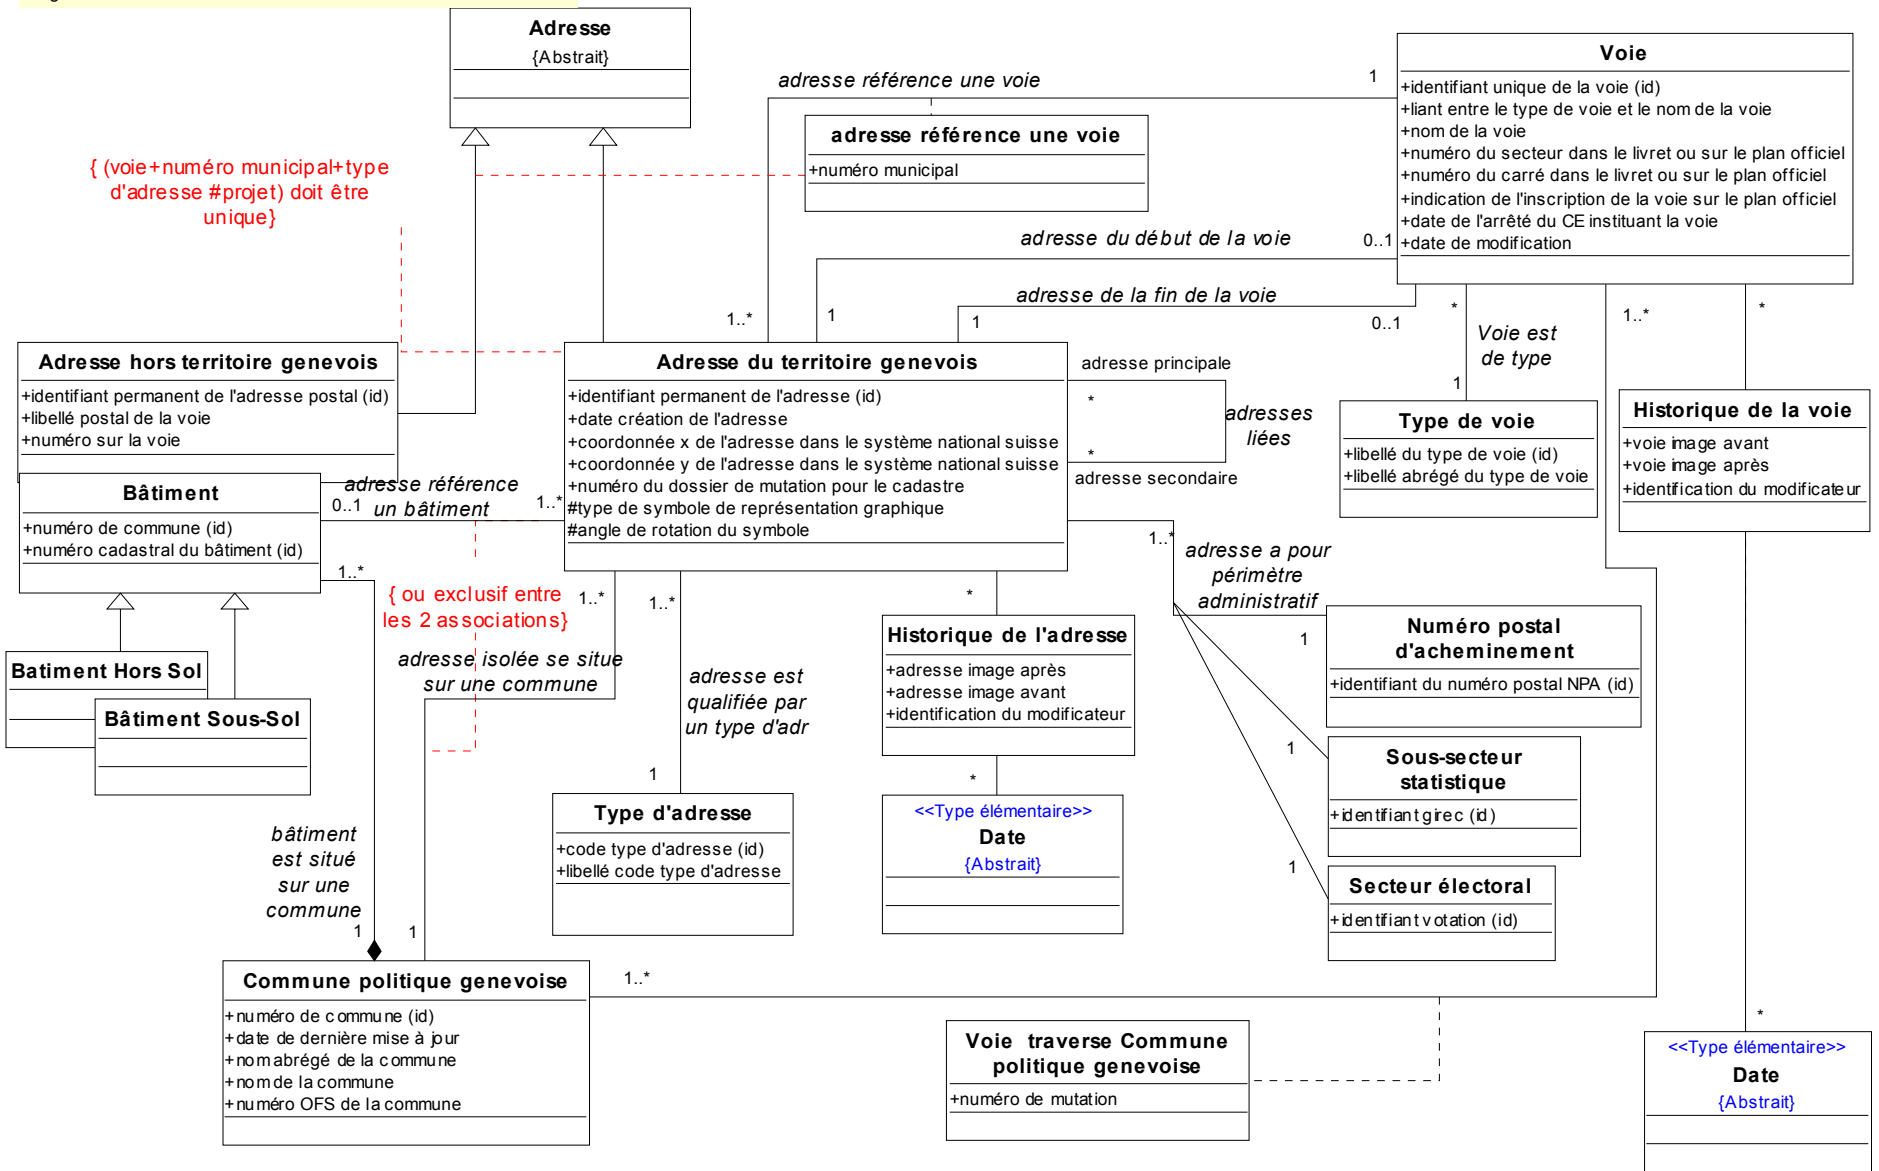 Adresse
{Abstrait}
adresse référence une voie
1
Voie
+identifiant unique de la voie (id)
+liant entre le type de voie et le nom de la voie
+nom de la voie
+numéro du secteur dans le livret ou sur le plan officiel
+numéro du carré dans le livret ou sur le plan officiel
+indication de l'inscription de la voie sur le plan officiel
+date de l'arrêté du CE instituant la voie
+date de modification
adresse référence une voie
+numéro municipal
{ (voie+numéro municipal+type
d'adresse #projet) doit être
unique}
adresse du début de la voie
0..1
adresse de la fin de la voie
1..*
1
1
0..1
*
1..*
*
Voie est
de type
1
Adresse hors territoire genevois
+identifiant permanent de l'adresse postal (id)
+libellé postal de la voie
+numéro sur la voie
Adresse du territoire genevois
+identifiant permanent de l'adresse (id)
+date création de l'adresse
+coordonnée x de l'adresse dans le système national suisse
+coordonnée y de l'adresse dans le système national suisse
+numéro du dossier de mutation pour le cadastre
#type de symbole de représentation graphique
#angle de rotation du symbole
adresse principale
*
adresses
liées
*
adresse secondaire
Type de voie
+libellé du type de voie (id)
+libellé abrégé du type de voie
Historique de la voie
+voie image avant
+voie image après
+identification du modificateur
Bâtiment
+numéro de commune (id)
+numéro cadastral du bâtiment (id)
adresse référence
un bâtiment
0..1
1..*
1..*
{ ou exclusif entre
les 2 associations}
1..*
1..*
*
1..*
adresse a pour
périmètre
administratif
adresse isolée se situe
sur une commune
adresse est
qualifiée par
un type d'adr
Batiment Hors Sol
Bâtiment Sous-Sol
Historique de l'adresse
+adresse image après
+adresse image avant
+identification du modificateur
1
Numéro postal
d'acheminement
+identifiant du numéro postal NPA (id)
1
Sous-secteur
statistique
+identifiant girec (id)
1
Secteur électoral
+identifiant votation (id)
1
Type d'adresse
+code type d'adresse (id)
+libellé code type d'adresse
*
<<Type élémentaire>>
Date
{Abstrait}
bâtiment
est situé
sur une
commune
1
1
Commune politique genevoise
+numéro de commune (id)
+date de dernière mise à jour
+nom abrégé de la commune
+nom de la commune
+numéro OFS de la commune
1..*
Voie traverse Commune
politique genevoise
+numéro de mutation
*
<<Type élémentaire>>
Date
{Abstrait}